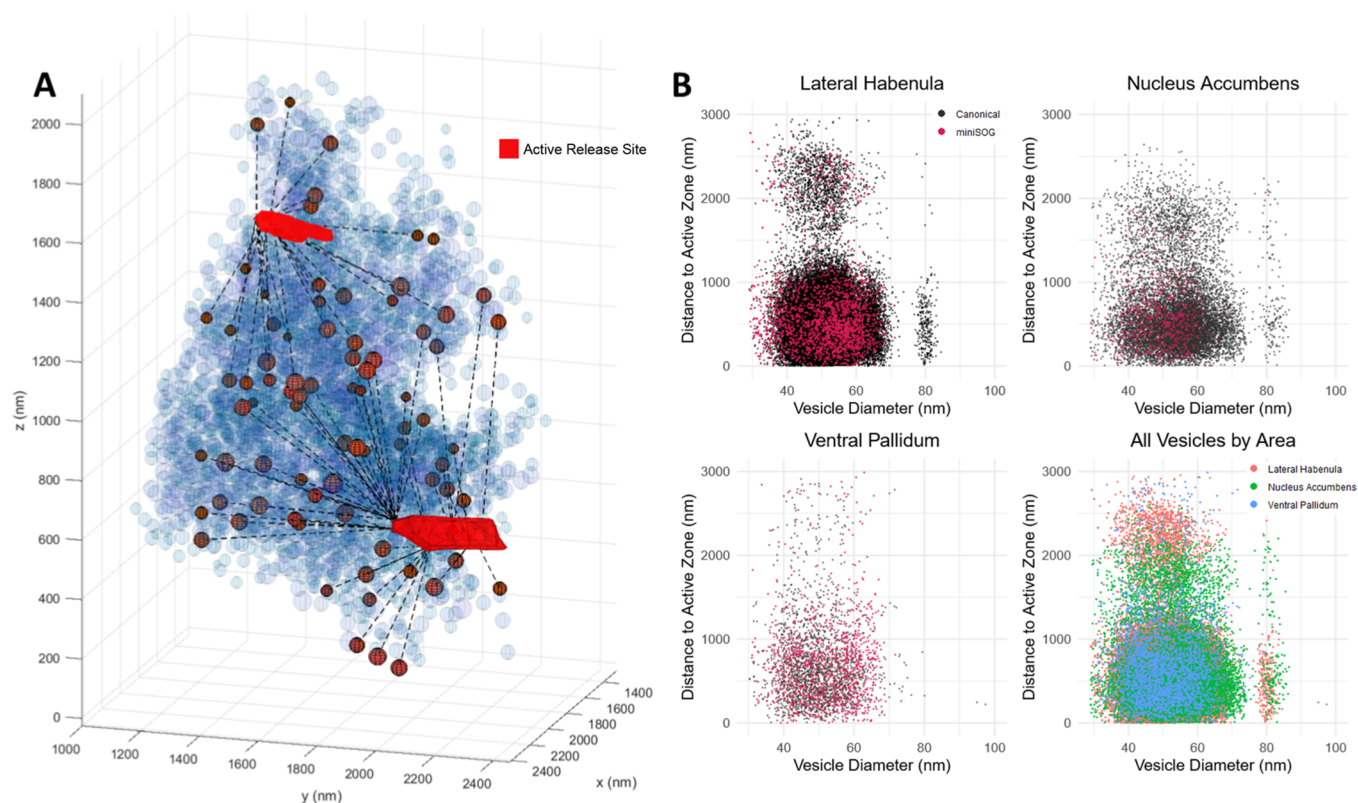 A
Active Release Site
2000
1800
1600
1400
1200
1000
800
600
400
200
0
z (nm)
1000
1200
1400
1600
1800
2000
2200
2400
y (nm)
1400
1600
1800
2000
2200
2400
x (nm)
B
Lateral Habenula
Canonical
miniSOG
3000
2000
1000
0
Distance to Active Zone (nm)
40 60 80 100
Vesicle Diameter (nm)
Nucleus Accumbens
3000
2000
1000
0
Distance to Active Zone (nm)
40 60 80 100
Vesicle Diameter (nm)
Ventral Pallidum
3000
2000
1000
0
Distance to Active Zone (nm)
40 60 80 100
Vesicle Diameter (nm)
All Vesicles by Area
Lateral Habenula
Nucleus Accumbens
Ventral Pallidum
3000
2000
1000
0
Distance to Active Zone (nm)
40 60 80 100
Vesicle Diameter (nm)